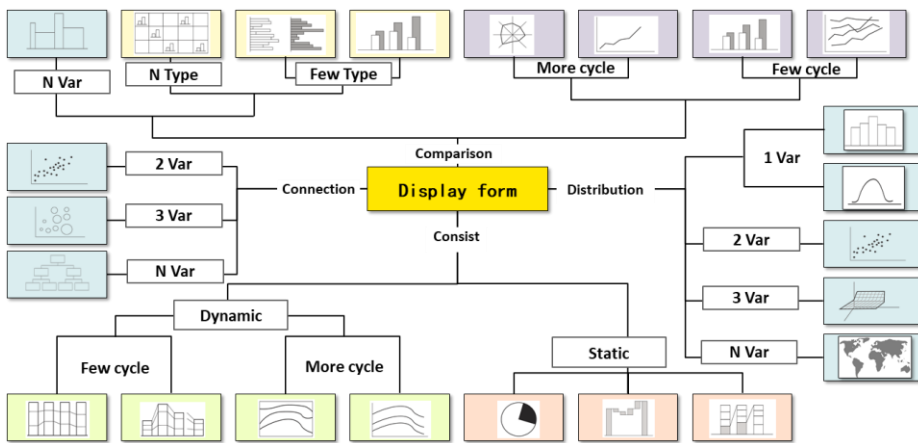 N Var
N Type
Few Type
More cycle
Few cycle
Comparison
1 Var
2 Var
Connection
Display form
Distribution
3 Var
Consist
2 Var
N Var
3 Var
Dynamic
Static
N Var
Few cycle
More cycle